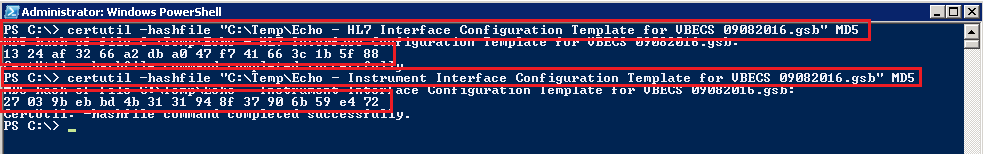 Administrator: Windows PowerShell
PS C:\> certutil -hashfile "C:\Temp\Echo - HL7 Interface Configuration Template for VBECS 09082016.gsb" MD5
13 24 af 32 66 a2 db a0 47 f7 41 66 3c 1b 5f 88
PS C:\> certutil -hashfile "C:\Temp\Echo - Instrument Interface Configuration Template for VBECS 09082016.gsb" MD5
27 03 9b eb bd 4b 31 31 94 8f 37 90 6b 59 e4 72
CertUtil: -hashfile command completed successfully.
PS C:\>